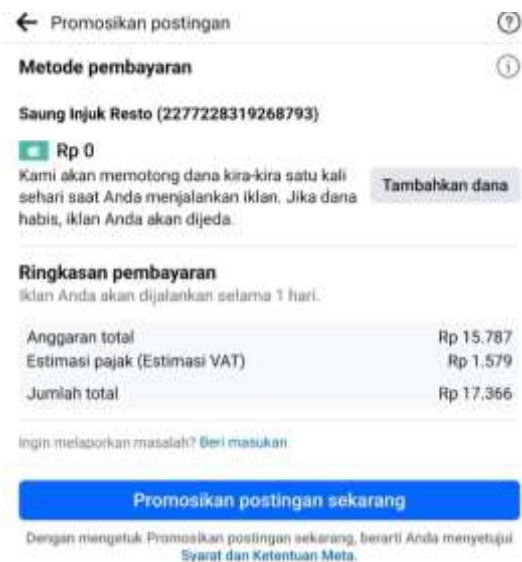 Promosikan postingan
Metode pembayaran
Saung Injuk Resto (2277228319268793)
Rp 0
Kami akan memotong dana kira-kira satu kali
sehari saat Anda menjalankan iklan. Jika dana
habis, iklan Anda akan dijeda.
Tambahkan dana
Ringkasan pembayaran
Iklan Anda akan dijalankan selama 1 hari.
Anggaran total Rp 15.787
Estimasi pajak (Estimasi VAT) Rp 1.579
Jumlah total Rp 17.366
Ingin melaporkan masalah? Beri masukan
Promosikan postingan sekarang
Dengan mengetuk Promosikan postingan sekarang, berarti Anda menyetujui
Syarat dan Ketentuan Meta.